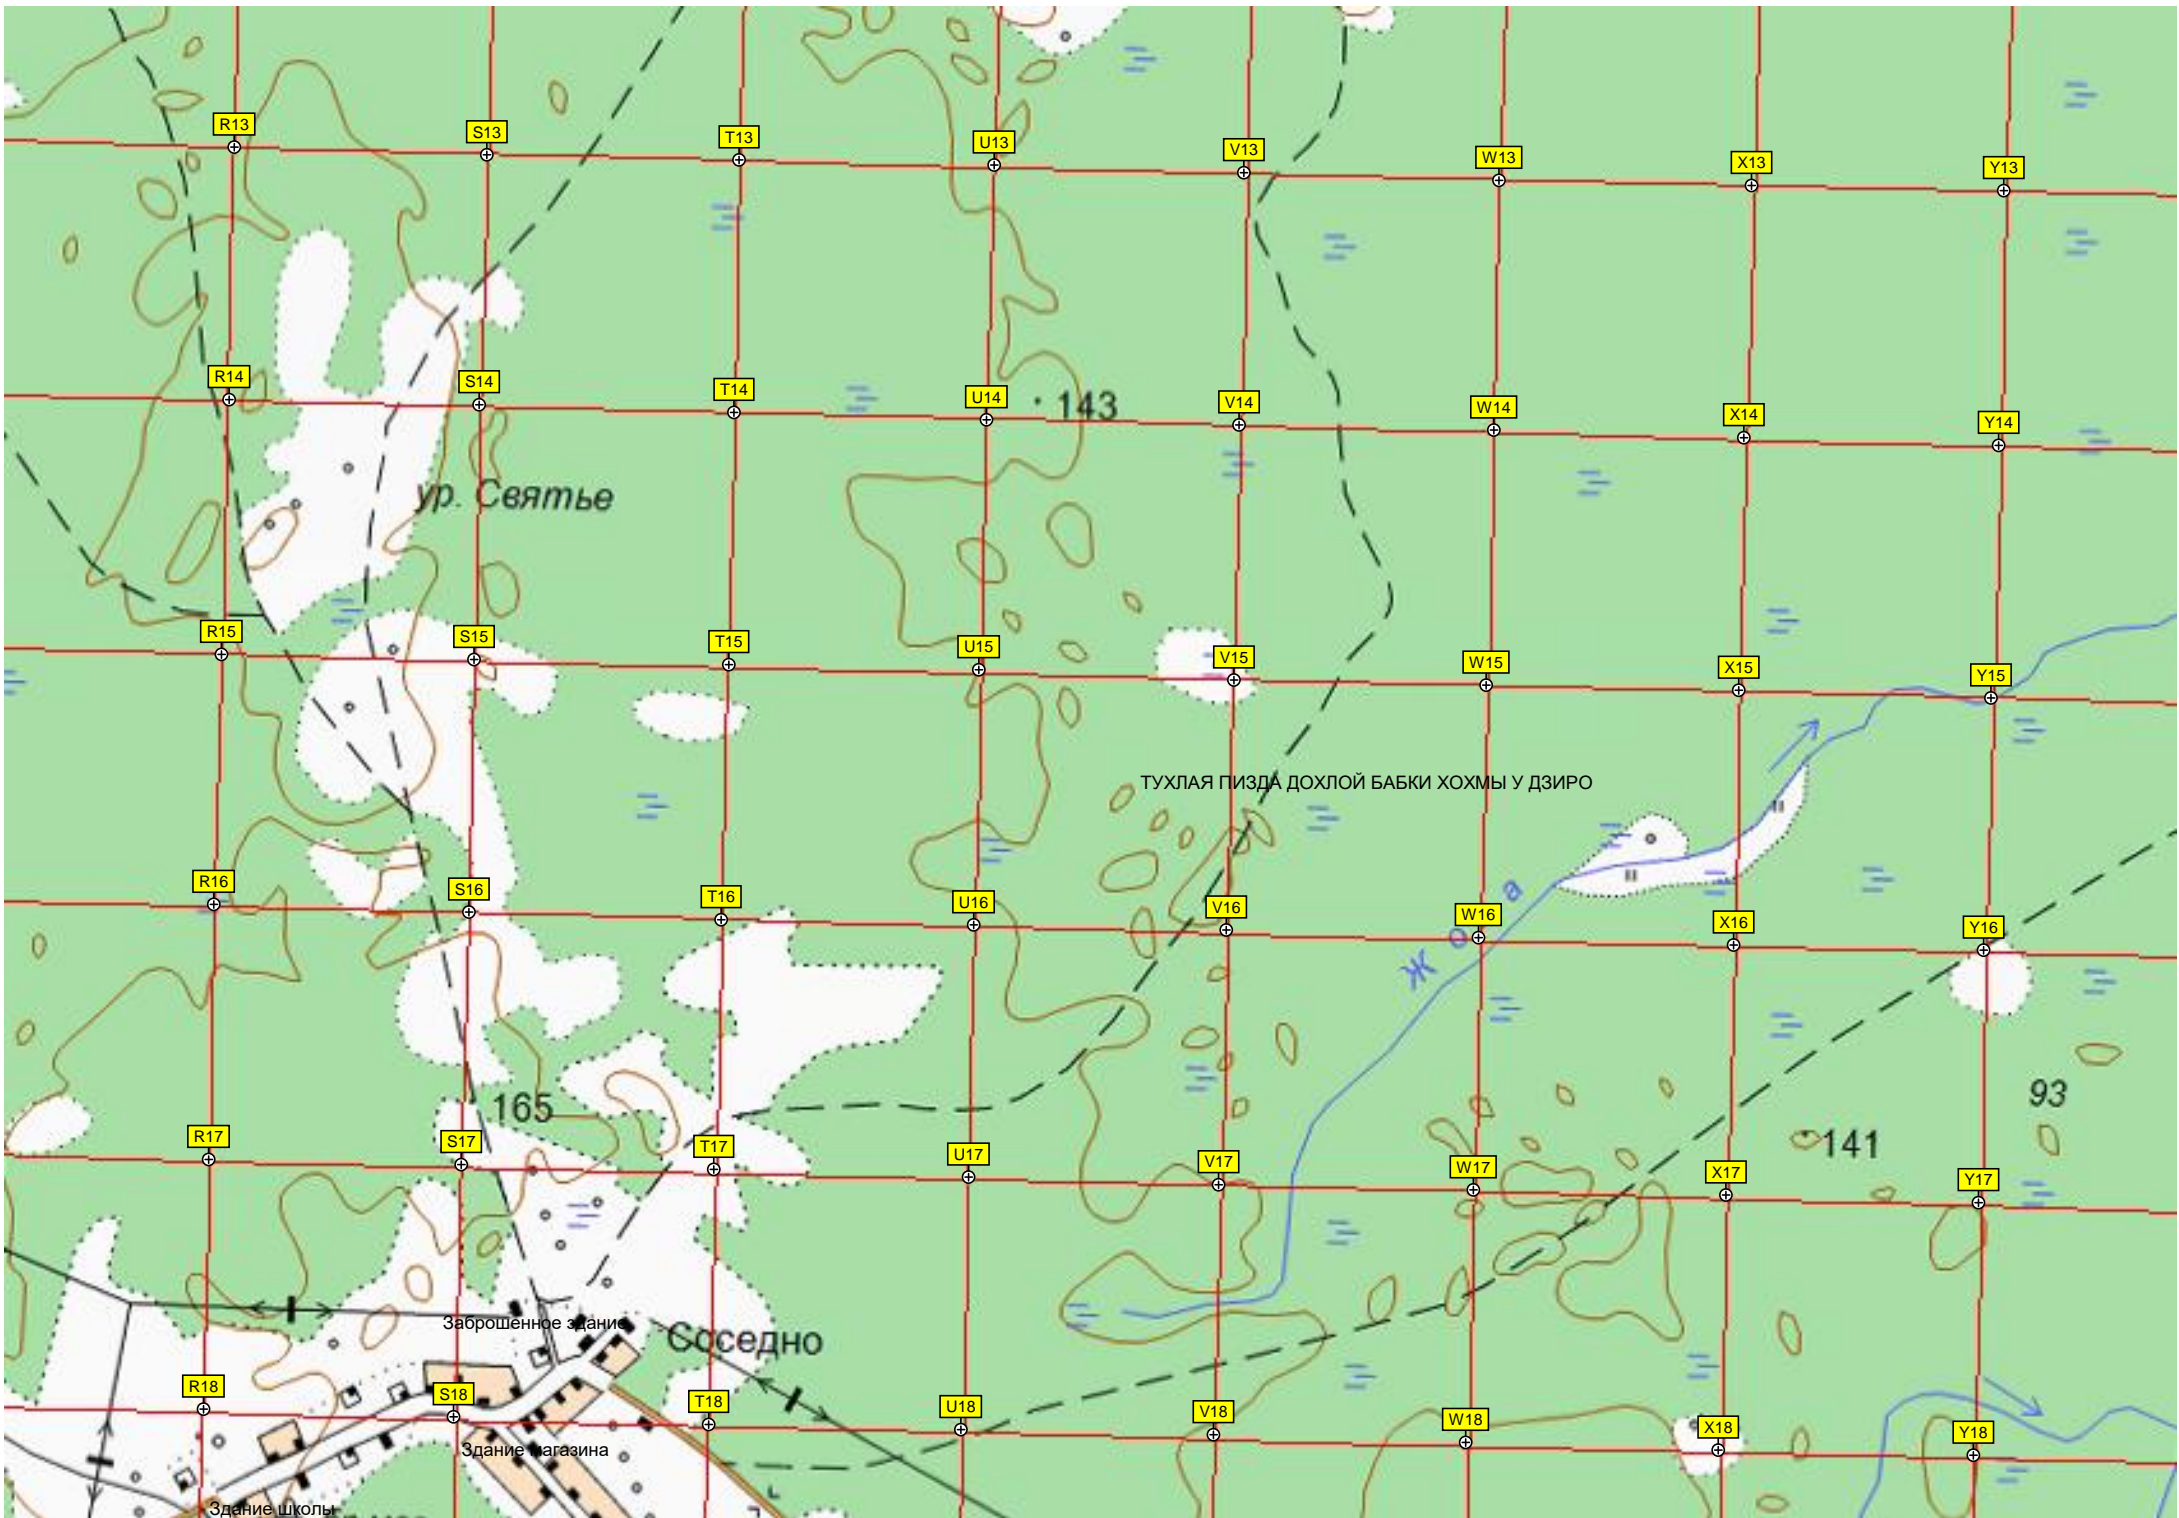 R13 S13 T13 U13 V13 W13 X13 Y13
R14 S14 T14 U14 143 V14 W14 X14 Y14
ур. Святье
R15 S15 T15 U15 V15 W15 X15 Y15
ТУХЛАЯ ПИЗДА ДОХЛОЙ БАБКИ ХОХМЫ У ДЗИРО
R16 S16 T16 U16 V16 W16 X16 Y16
Жоа
165 93
R17 S17 T17 U17 V17 W17 X17 141 Y17
Заброшенное здание
Соседно
R18 S18 T18 U18 V18 W18 X18 Y18
Здание магазина
Здание школы